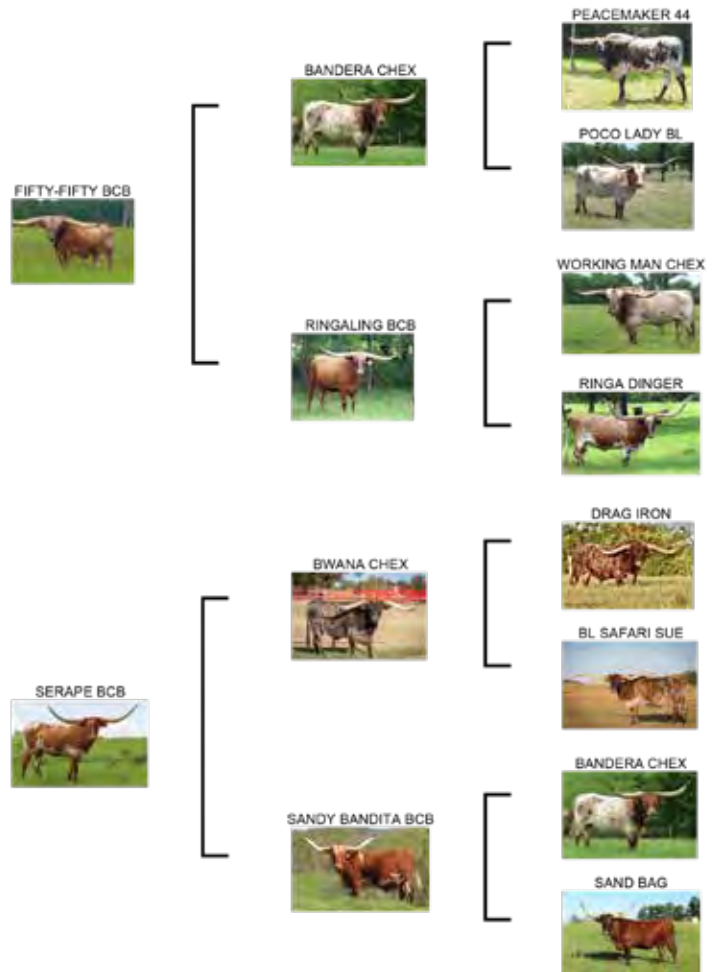 PEACEMAKER 44
BANDERA CHEX
POCO LADY BL
FIFTY-FIFTY BCB
WORKING MAN CHEX
RINGALING BCB
RINGA DINGER
DRAG IRON
BWANA CHEX
BL SAFARI SUE
SERAPE BCB
BANDERA CHEX
SANDY BANDITA BCB
SAND BAG